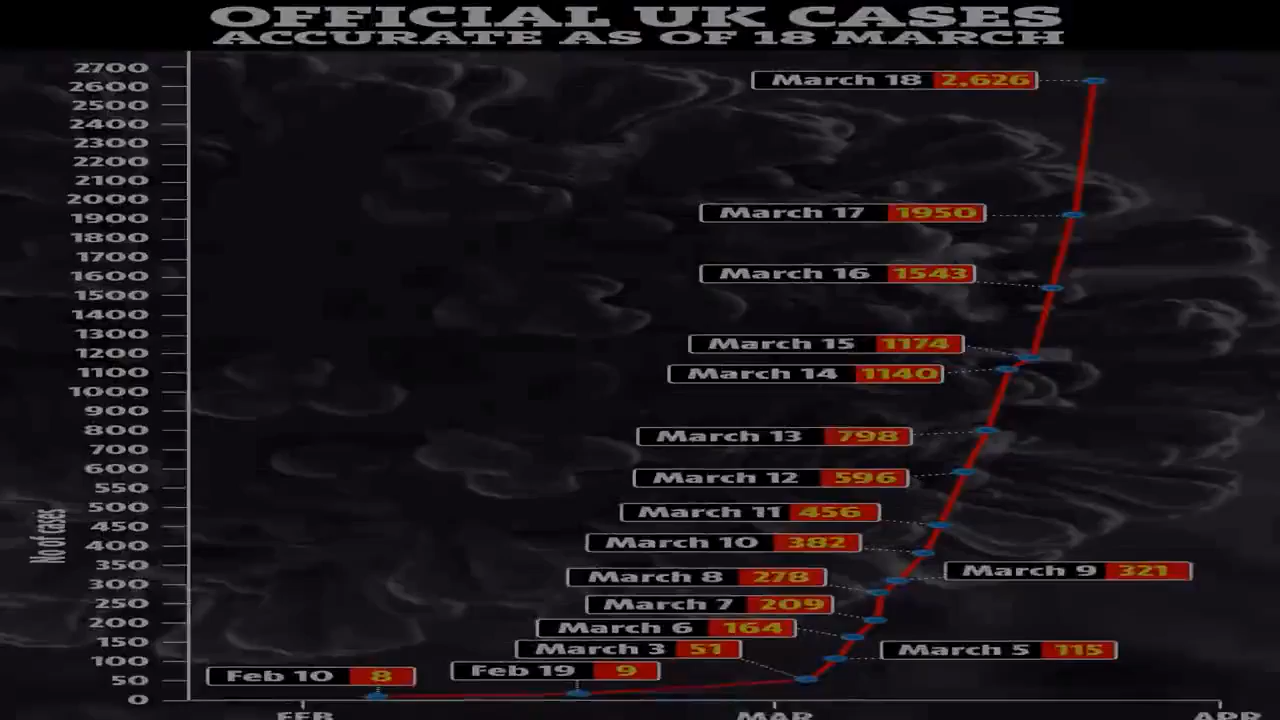 OFFICIAL UK CASES
ACCURATE AS OF 18 MARCH
2700
2600
2500
2400
2300
2200
2100
2000
1900
1800
1700
1600
1500
1400
1300
1200
1100
1000
900
800
700
600
550
500
450
400
350
300
250
200
150
100
50
0
No of cases
March 18 2,626
March 17 1950
March 16 1543
March 15 1174
March 14 1140
March 13 798
March 12 596
March 11 456
March 10 382
March 9 321
March 8 278
March 7 209
March 6 164
March 5 115
March 3 51
Feb 19 9
Feb 10 8
FEB MAR APR